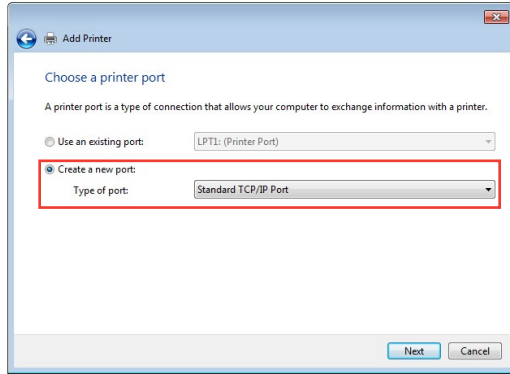 Add Printer
Choose a printer port
A printer port is a type of connection that allows your computer to exchange information with a printer.
Use an existing port: LPT1: (Printer Port)
Create a new port:
Type of port: Standard TCP/IP Port
Next Cancel